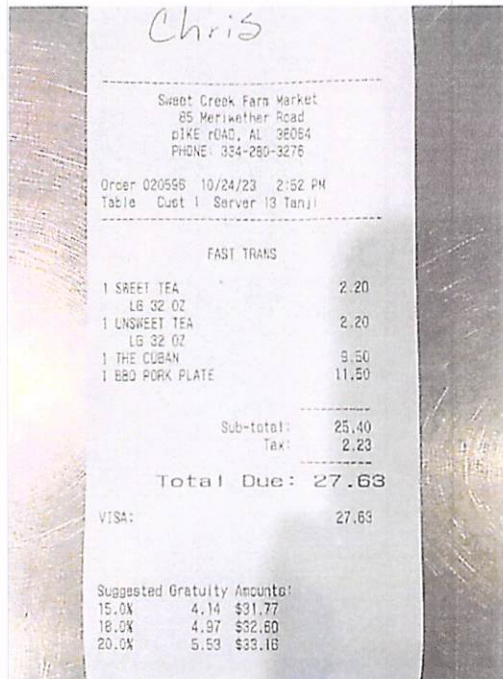 Chris
Sweet Creek Farm Market
85 Meriwether Road
pIKE rOAD, AL 36064
PHONE: 334-280-3276
Order 020596 10/24/23 2:52 PM
Table Cust 1 Server 13 Tanji
FAST TRANS
1 SWEET TEA 2.20
LG 32 OZ
1 UNSWEET TEA 2.20
LG 32 OZ
1 THE CUBAN 9.50
1 BBQ PORK PLATE 11.50
Sub-total: 25.40
Tax: 2.23
Total Due: 27.63
VISA: 27.63
Suggested Gratuity Amounts:
15.0% 4.14 $31.77
18.0% 4.97 $32.60
20.0% 5.53 $33.16